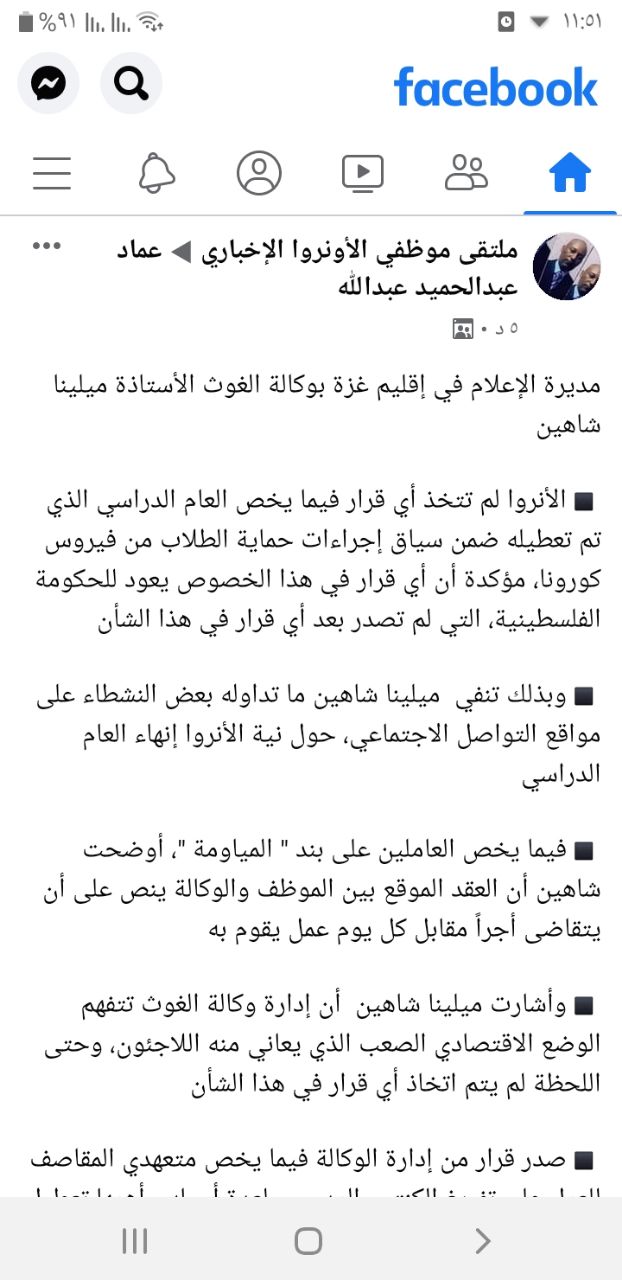 %٩١ ١١:٥١
facebook
ملتقى موظفي الأونروا الإخباري ◀ عماد
عبدالحميد عبدالله
٥ د •
مديرة الإعلام في إقليم غزة بوكالة الغوث الأستاذة ميلينا
شاهين
◼ الأنروا لم تتخذ أي قرار فيما يخص العام الدراسي الذي
تم تعطيله ضمن سياق إجراءات حماية الطلاب من فيروس
كورونا، مؤكدة أن أي قرار في هذا الخصوص يعود للحكومة
الفلسطينية، التي لم تصدر بعد أي قرار في هذا الشأن
◼ وبذلك تنفي ميلينا شاهين ما تداوله بعض النشطاء على
مواقع التواصل الاجتماعي، حول نية الأنروا إنهاء العام
الدراسي
◼ فيما يخص العاملين على بند " المياومة "، أوضحت
شاهين أن العقد الموقع بين الموظف والوكالة ينص على أن
يتقاضى أجراً مقابل كل يوم عمل يقوم به
◼ وأشارت ميلينا شاهين أن إدارة وكالة الغوث تتفهم
الوضع الاقتصادي الصعب الذي يعاني منه اللاجئون، وحتى
اللحظة لم يتم اتخاذ أي قرار في هذا الشأن
◼ صدر قرار من إدارة الوكالة فيما يخص متعهدي المقاصف